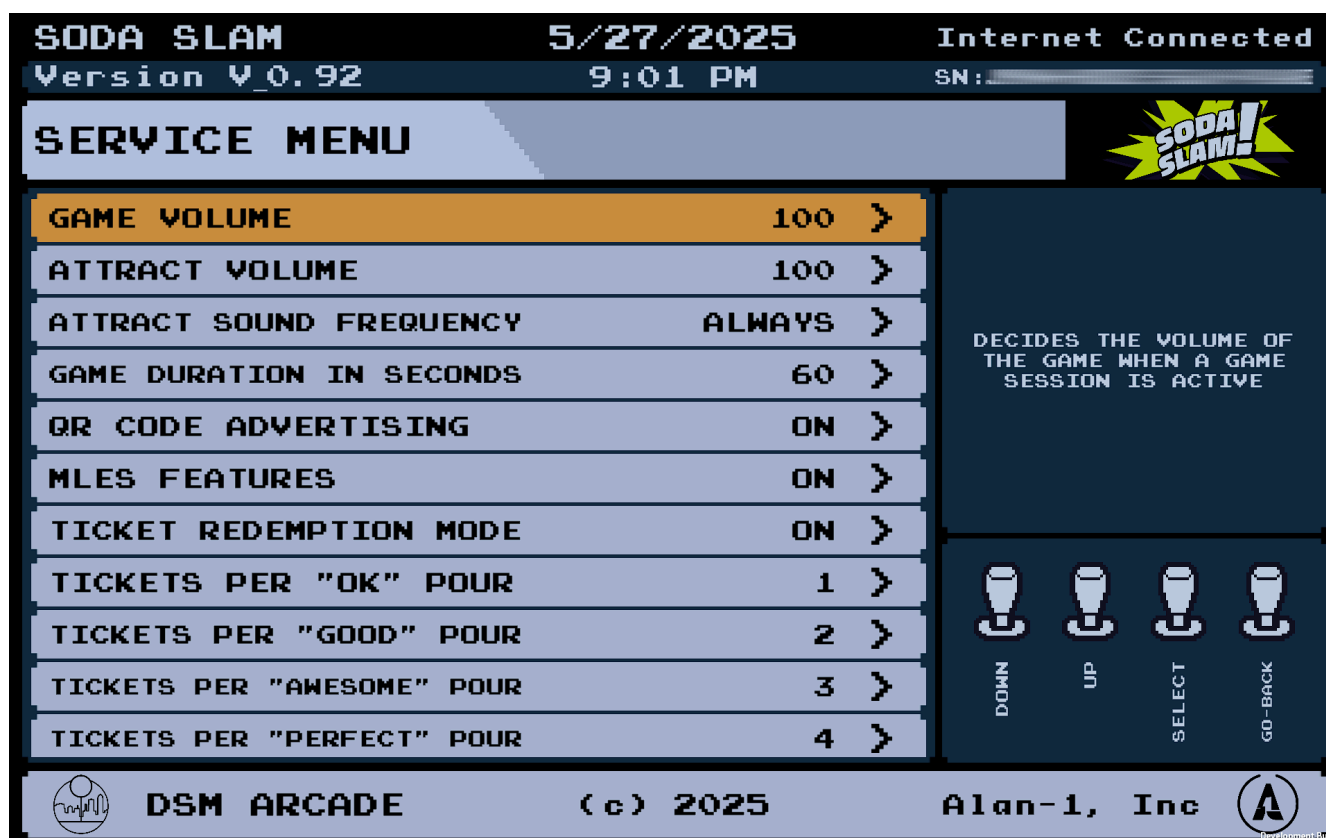 SODA SLAM
5/27/2025
Internet Connected
Version V_0.92
9:01 PM
SN:
SERVICE MENU
SODA
SLAM!
GAME VOLUME 100
ATTRACT VOLUME 100
ATTRACT SOUND FREQUENCY ALWAYS
GAME DURATION IN SECONDS 60
QR CODE ADVERTISING ON
MLES FEATURES ON
TICKET REDEMPTION MODE ON
TICKETS PER "OK" POUR 1
TICKETS PER "GOOD" POUR 2
TICKETS PER "AWESOME" POUR 3
TICKETS PER "PERFECT" POUR 4
DECIDES THE VOLUME OF
THE GAME WHEN A GAME
SESSION IS ACTIVE
DOWN
UP
SELECT
GO-BACK
DSM ARCADE
(c) 2025
Alan-1, Inc
Development